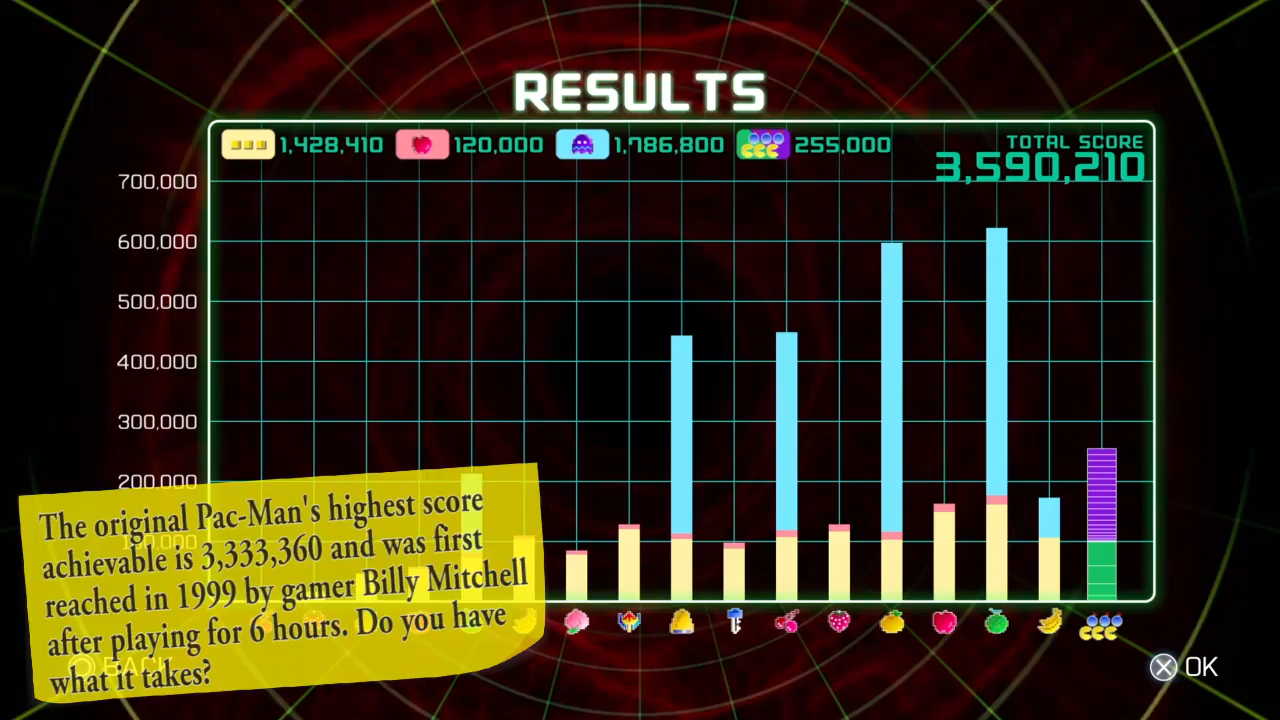 RESULTS
1,428,410 120,000 1,786,800 255,000
TOTAL SCORE
3,590,210
700,000
600,000
500,000
400,000
300,000
200,000
100,000
The original Pac-Man's highest score
achievable is 3,333,360 and was first
reached in 1999 by gamer Billy Mitchell
after playing for 6 hours. Do you have
what it takes?
BACK
OK